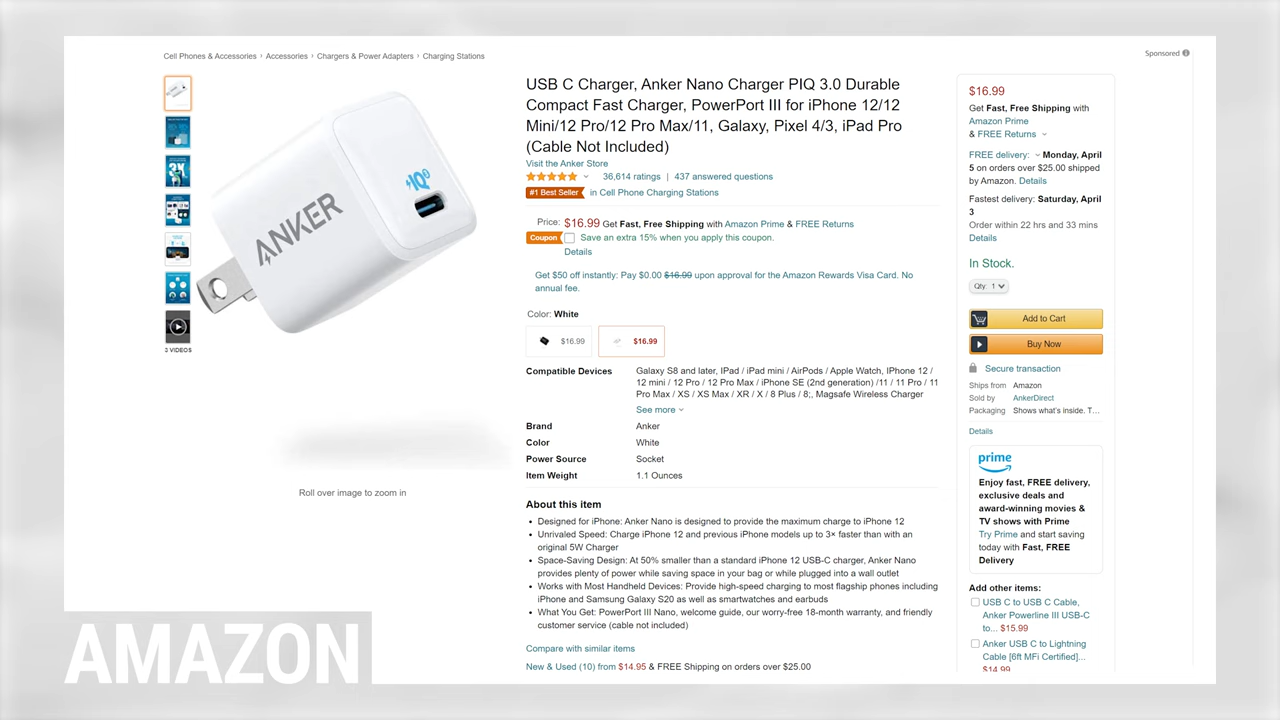 Cell Phones & Accessories › Accessories › Chargers & Power Adapters › Charging Stations
Sponsored
ANKER
IQ3
3 VIDEOS
Roll over image to zoom in
USB C Charger, Anker Nano Charger PIQ 3.0 Durable
Compact Fast Charger, PowerPort III for iPhone 12/12
Mini/12 Pro/12 Pro Max/11, Galaxy, Pixel 4/3, iPad Pro
(Cable Not Included)
Visit the Anker Store
36,614 ratings | 437 answered questions
#1 Best Seller in Cell Phone Charging Stations
Price: $16.99 Get Fast, Free Shipping with Amazon Prime & FREE Returns
Coupon Save an extra 15% when you apply this coupon.
Details
Get $50 off instantly: Pay $0.00 $16.99 upon approval for the Amazon Rewards Visa Card. No
annual fee.
Color: White
$16.99 $16.99
Compatible Devices Galaxy S8 and later, IPad / iPad mini / AirPods / Apple Watch, IPhone 12 /
12 mini / 12 Pro / 12 Pro Max / iPhone SE (2nd generation) /11 / 11 Pro / 11
Pro Max / XS / XS Max / XR / X / 8 Plus / 8;, Magsafe Wireless Charger
See more
Brand Anker
Color White
Power Source Socket
Item Weight 1.1 Ounces
About this item
• Designed for iPhone: Anker Nano is designed to provide the maximum charge to iPhone 12
• Unrivaled Speed: Charge iPhone 12 and previous iPhone models up to 3× faster than with an
original 5W Charger
• Space-Saving Design: At 50% smaller than a standard iPhone 12 USB-C charger, Anker Nano
provides plenty of power while saving space in your bag or while plugged into a wall outlet
• Works with Most Handheld Devices: Provide high-speed charging to most flagship phones including
iPhone and Samsung Galaxy S20 as well as smartwatches and earbuds
• What You Get: PowerPort III Nano, welcome guide, our worry-free 18-month warranty, and friendly
customer service (cable not included)
Compare with similar items
New & Used (10) from $14.95 & FREE Shipping on orders over $25.00
$16.99
Get Fast, Free Shipping with
Amazon Prime
& FREE Returns
FREE delivery: Monday, April
5 on orders over $25.00 shipped
by Amazon. Details
Fastest delivery: Saturday, April
3
Order within 22 hrs and 33 mins
Details
In Stock.
Qty: 1
Add to Cart
Buy Now
Secure transaction
Ships from Amazon
Sold by AnkerDirect
Packaging Shows what's inside. T…
Details
prime
Enjoy fast, FREE delivery,
exclusive deals and
award-winning movies &
TV shows with Prime
Try Prime and start saving
today with Fast, FREE
Delivery
Add other items:
USB C to USB C Cable,
Anker Powerline III USB-C
to... $15.99
Anker USB C to Lightning
Cable [6ft MFi Certified]...
$14.99
AMAZON